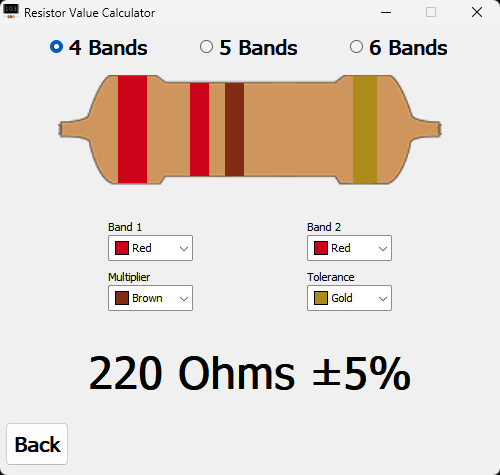 Resistor Value Calculator
4 Bands 5 Bands 6 Bands
Band 1 Band 2
Red Red
Multiplier Tolerance
Brown Gold
220 Ohms ±5%
Back